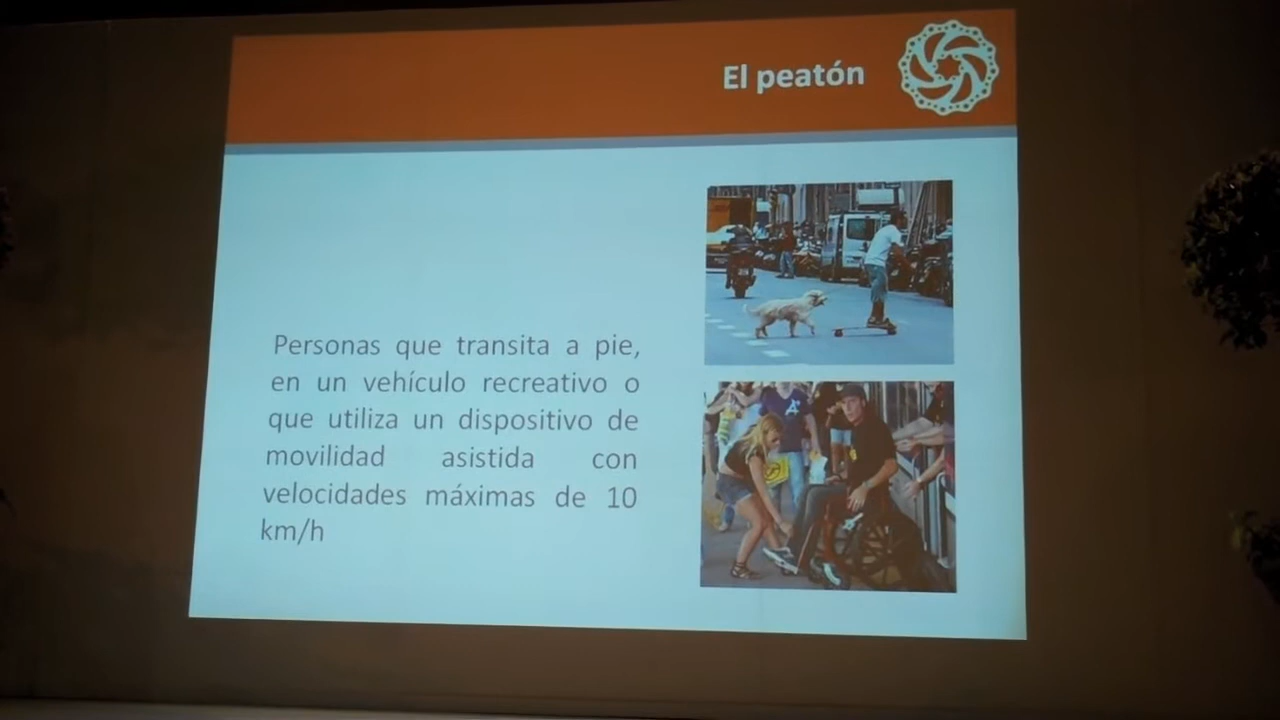 El peatón
Personas que transita a pie,
en un vehículo recreativo o
que utiliza un dispositivo de
movilidad asistida con
velocidades máximas de 10
km/h